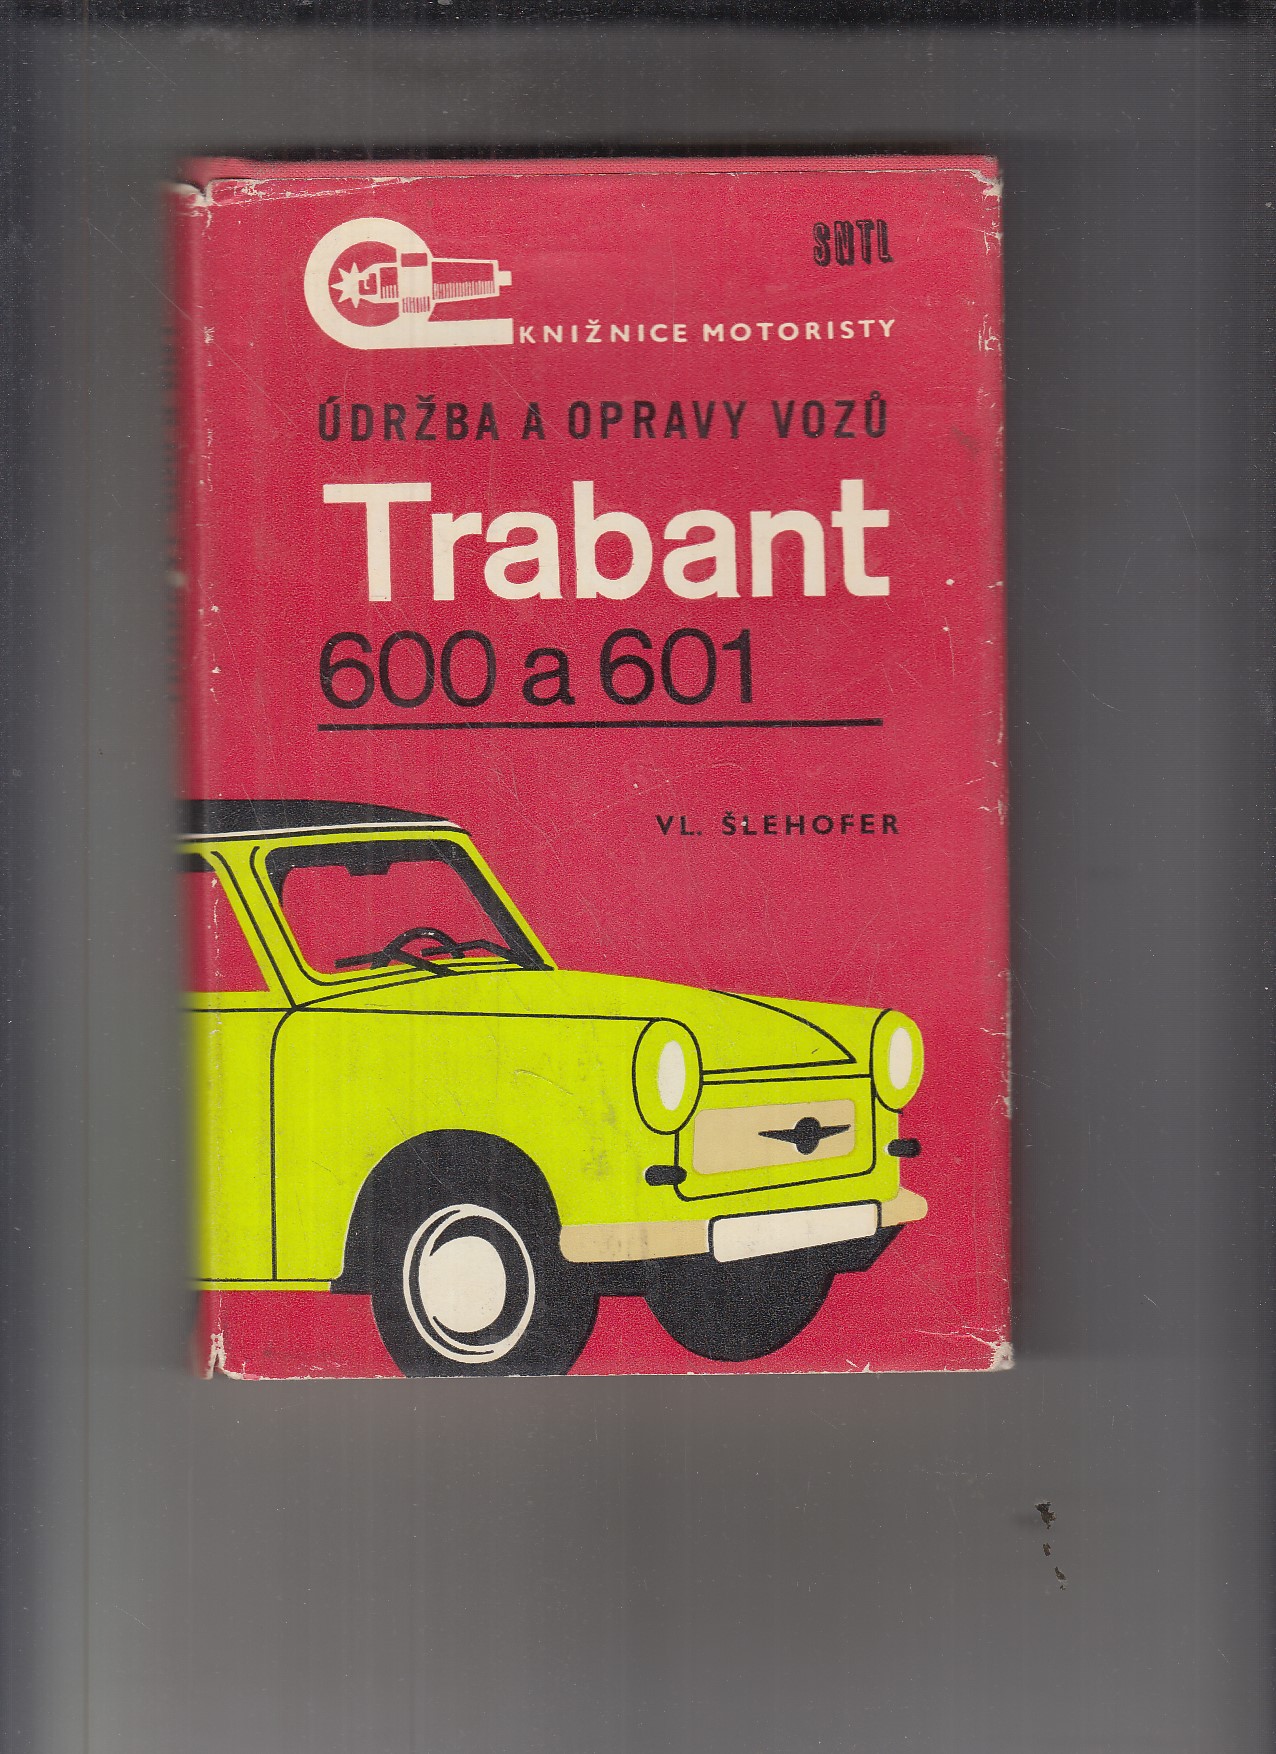 SNTL
KNIŽNICE MOTORISTY
ÚDRŽBA A OPRAVY VOZŮ
Trabant
600 a 601
VL. ŠLEHOFER